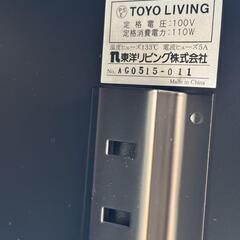 TOYO LIVING
定格電圧:100V
定格消費電力:110W
温度ヒューズ133℃ 電流ヒューズ5A
東洋リビング株式会社
No. AG0515-011
Made in China